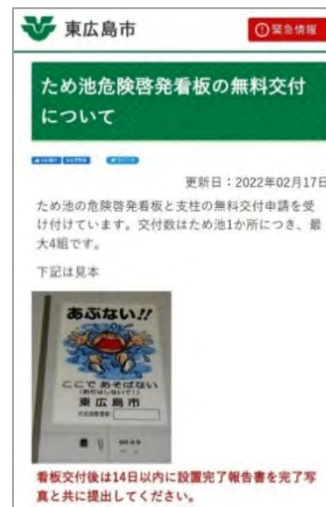 東広島市
緊急情報
ため池危険啓発看板の無料交付
について
更新日：2022年02月17日
ため池の危険啓発看板と支柱の無料交付申請を受
け付けています。交付数はため池1か所につき、最
大4組です。
下記は見本
あぶない!!
ここで あそばない
東広島市
看板交付後は14日以内に設置完了報告書を完了写
真と共に提出してください。